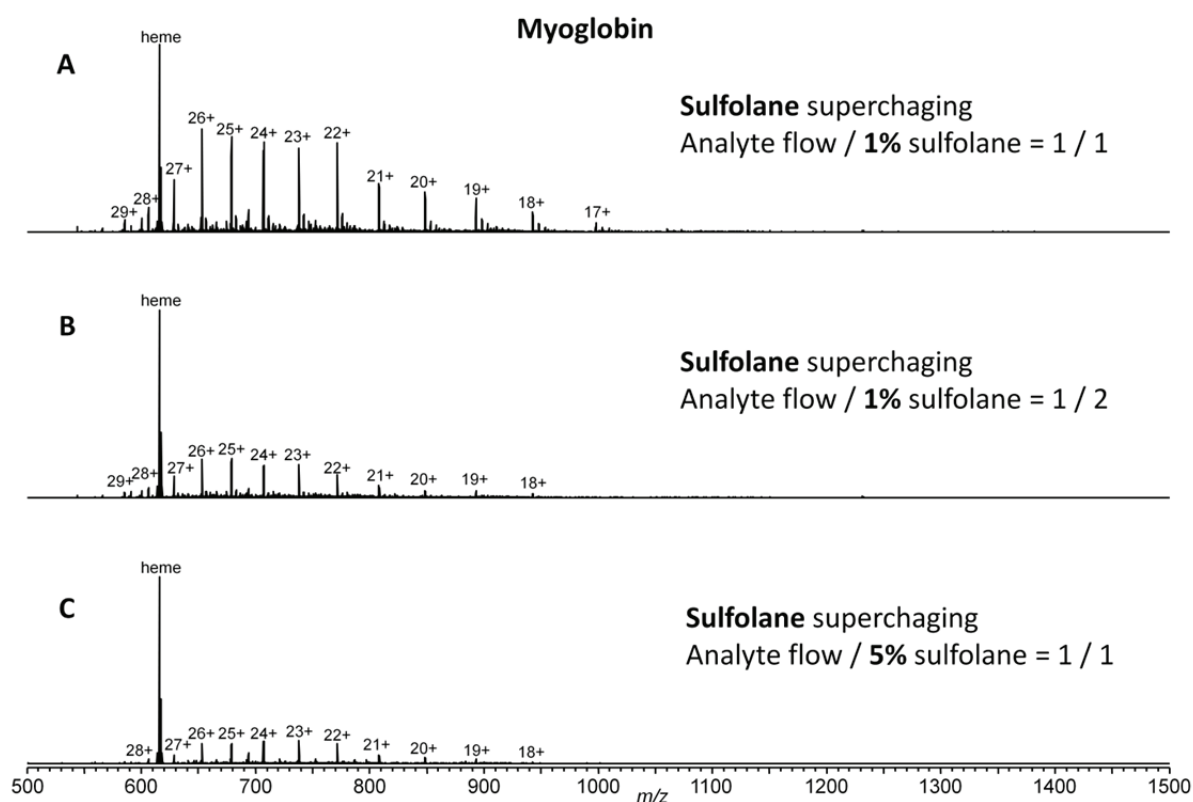 Myoglobin
A
heme
29+ 28+ 27+ 26+ 25+ 24+ 23+ 22+ 21+ 20+ 19+ 18+ 17+
Sulfolane superchaging
Analyte flow / 1% sulfolane = 1 / 1
B
heme
29+ 28+ 27+ 26+ 25+ 24+ 23+ 22+ 21+ 20+ 19+ 18+
Sulfolane superchaging
Analyte flow / 1% sulfolane = 1 / 2
C
heme
28+ 27+ 26+ 25+ 24+ 23+ 22+ 21+ 20+ 19+ 18+
Sulfolane superchaging
Analyte flow / 5% sulfolane = 1 / 1
500 600 700 800 900 1000 1100 1200 1300 1400 1500
m/z